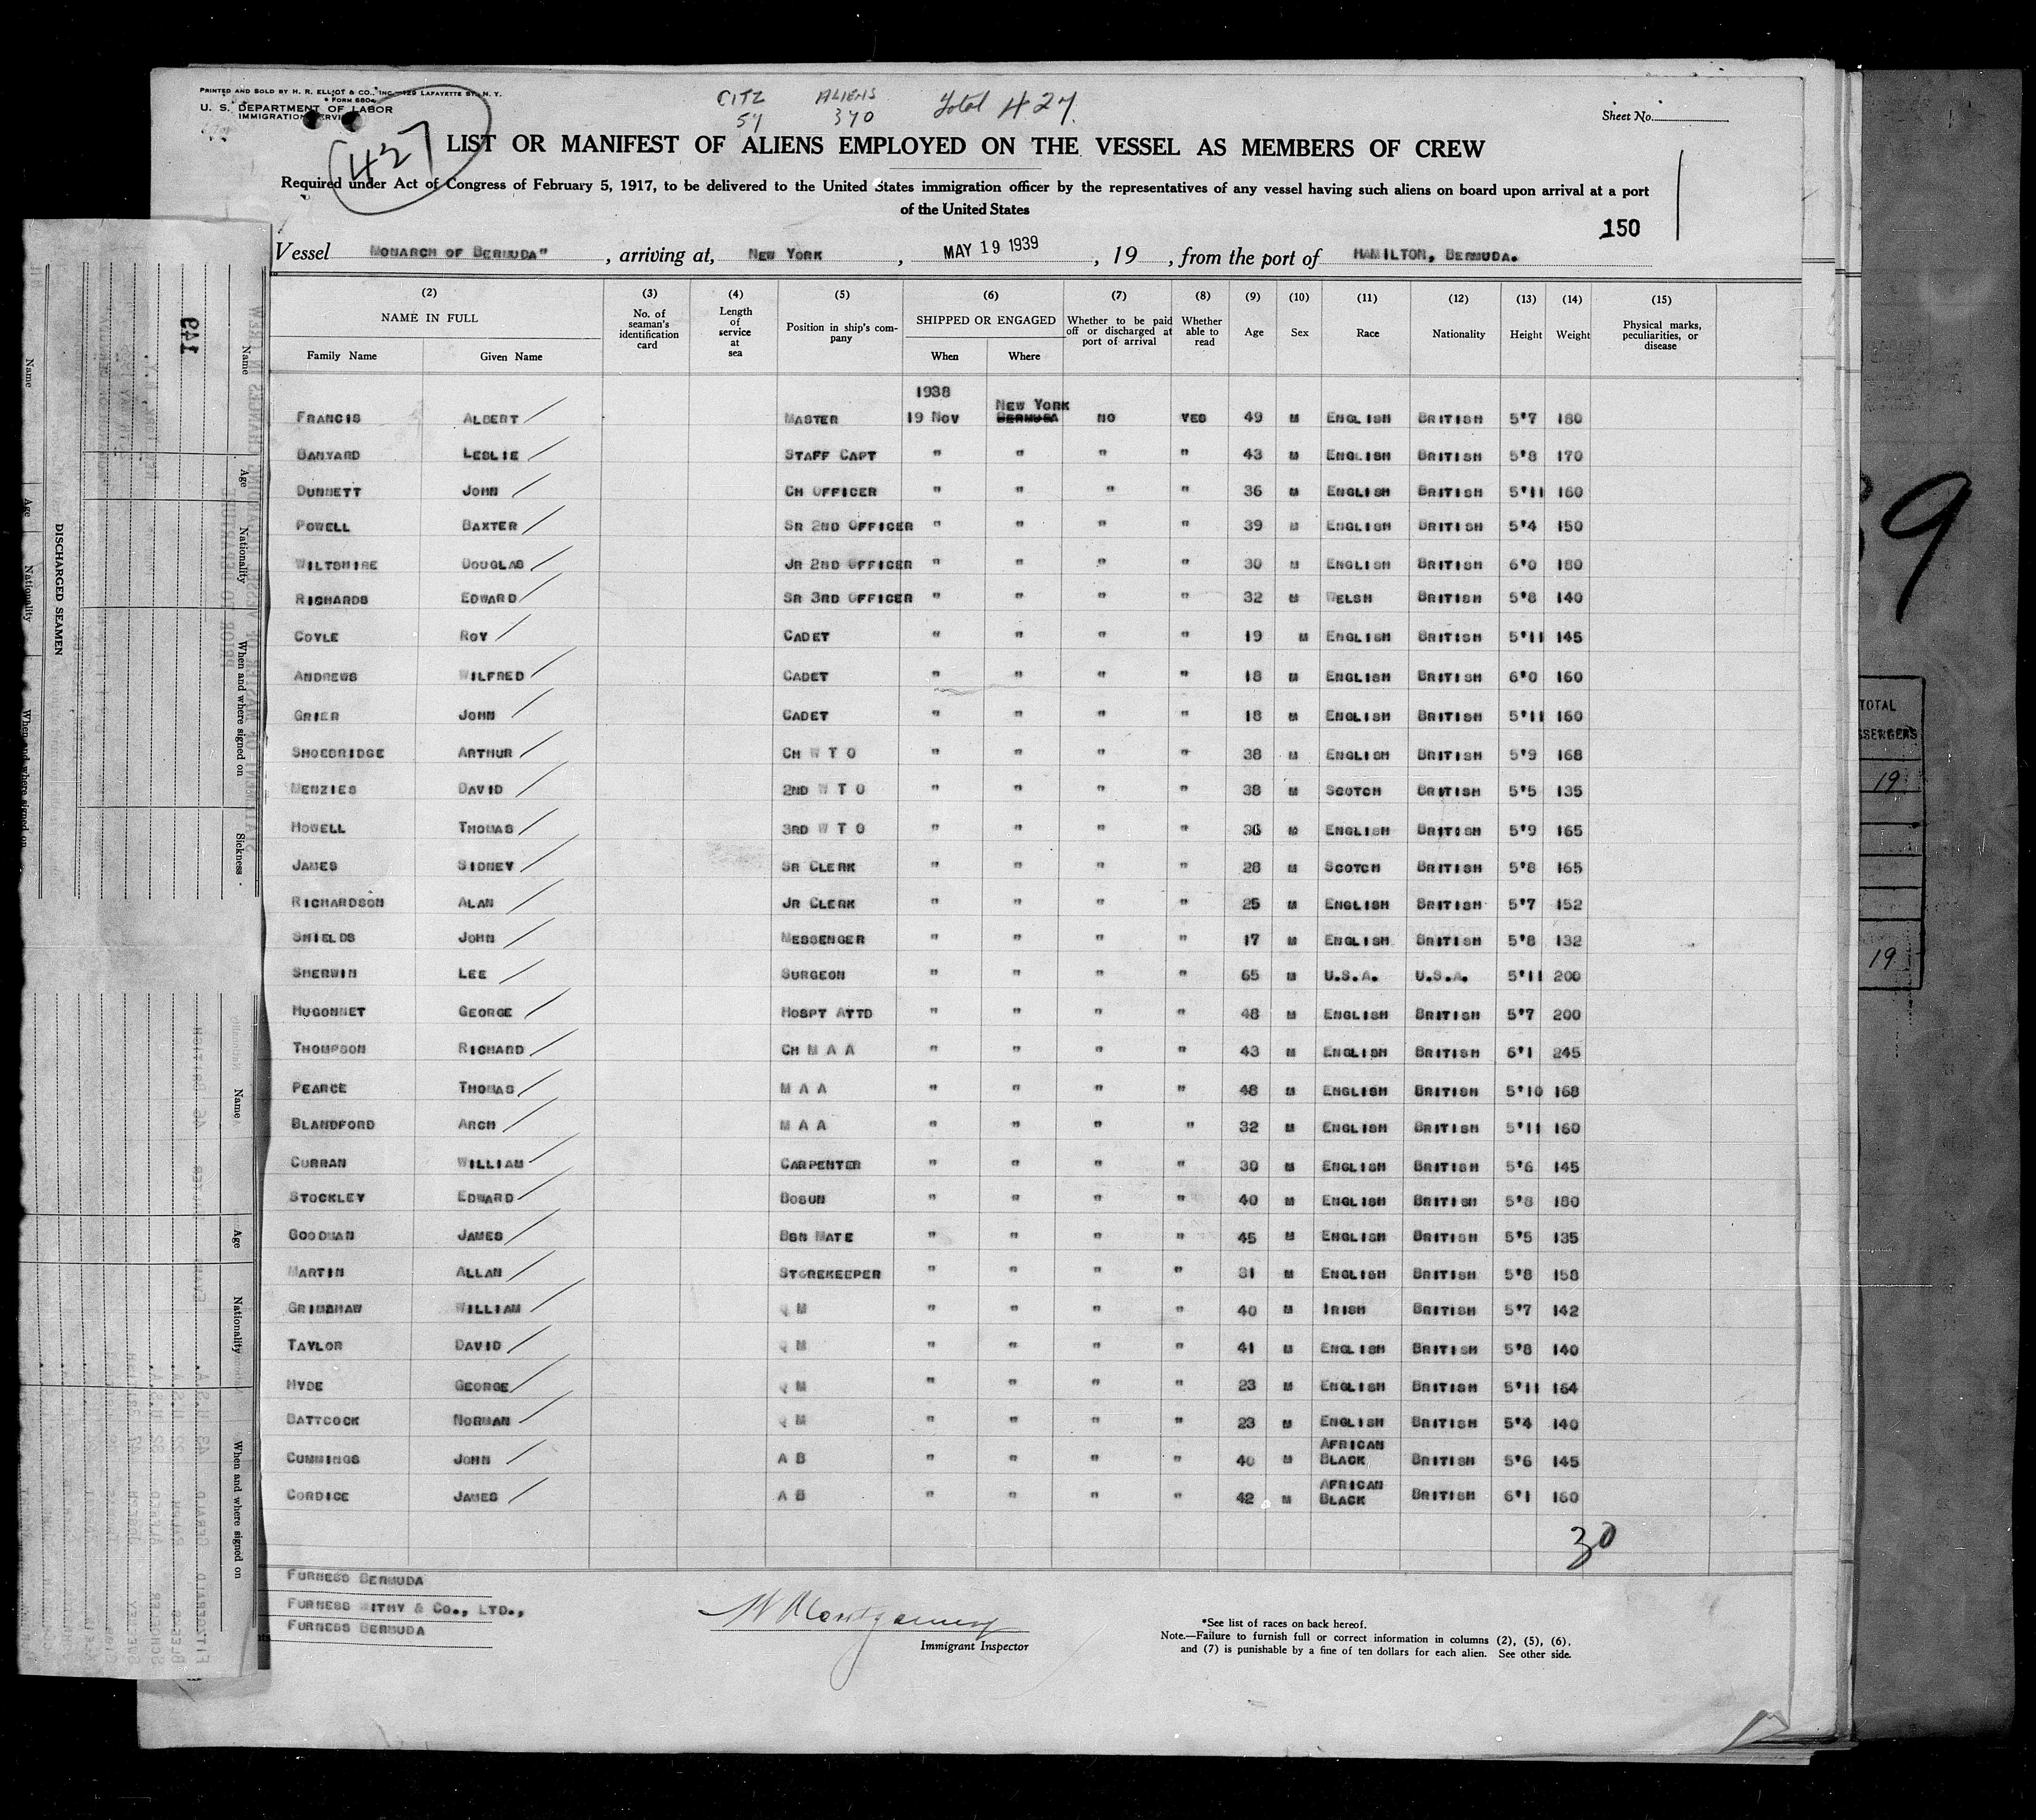 PRINTED AND SOLD BY H. R. ELLIOT & CO., INC. 129 LAFAYETTE ST. N. Y.
FORM 680
U. S. DEPARTMENT OF LABOR
IMMIGRATION SERVICE
(427)
CITZ 57 ALIENS 370 Total 427.
Sheet No.
LIST OR MANIFEST OF ALIENS EMPLOYED ON THE VESSEL AS MEMBERS OF CREW
Required under Act of Congress of February 5, 1917, to be delivered to the United States immigration officer by the representatives of any vessel having such aliens on board upon arrival at a port
of the United States
150
Vessel MONARCH OF BERMUDA" , arriving at, NEW YORK , MAY 19 1939 , 19 , from the port of HAMILTON, BERMUDA.
(2) (3) (4) (5) (6) (7) (8) (9) (10) (11) (12) (13) (14) (15)
NAME IN FULL
Family Name Given Name
No. of seaman's identification card
Length of service at sea
Position in ship's company
SHIPPED OR ENGAGED
When Where
Whether to be paid off or discharged at port of arrival
Whether able to read
Age Sex Race Nationality Height Weight
Physical marks, peculiarities, or disease
1938
NEW YORK
FRANCIS ALBERT MASTER 19 NOV BERMUDA NO YES 49 M ENGLISH BRITISH 5'7 180
BANYARD LESLIE STAFF CAPT " " " " 43 M ENGLISH BRITISH 5'8 170
DUNNETT JOHN CH OFFICER " " " " 36 M ENGLISH BRITISH 5'11 160
POWELL BAXTER SR 2ND OFFICER " " " " 39 M ENGLISH BRITISH 5'4 150
WILTSHIRE DOUGLAS JR 2ND OFFICER " " " " 30 M ENGLISH BRITISH 6'0 180
RICHARDS EDWARD SR 3RD OFFICER " " " " 32 M WELSH BRITISH 5'8 140
COYLE ROY CADET " " " " 19 M ENGLISH BRITISH 5'11 145
ANDREWS WILFRED CADET " " " " 18 M ENGLISH BRITISH 6'0 160
GRIER JOHN CADET " " " " 18 M ENGLISH BRITISH 5'11 160
SHOEBRIDGE ARTHUR CH W T O " " " " 38 M ENGLISH BRITISH 5'9 168
MENZIES DAVID 2ND W T O " " " " 38 M SCOTCH BRITISH 5'5 135
HOWELL THOMAS 3RD W T O " " " " 36 M ENGLISH BRITISH 5'9 165
JAMES SIDNEY SR CLERK " " " " 28 M SCOTCH BRITISH 5'8 165
RICHARDSON ALAN JR CLERK " " " " 25 M ENGLISH BRITISH 5'7 152
SHIELDS JOHN MESSENGER " " " " 17 M ENGLISH BRITISH 5'8 132
SHERWIN LEE SURGEON " " " " 65 M U.S.A. U.S.A. 5'11 200
HUGONNET GEORGE HOSPT ATTD " " " " 48 M ENGLISH BRITISH 5'7 200
THOMPSON RICHARD CH M A A " " " " 43 M ENGLISH BRITISH 6'1 245
PEARCE THOMAS M A A " " " " 48 M ENGLISH BRITISH 5'10 168
BLANDFORD ARCH M A A " " " " 32 M ENGLISH BRITISH 5'11 160
CURRAN WILLIAM CARPENTER " " " " 30 M ENGLISH BRITISH 5'6 145
STOCKLEY EDWARD BOSUN " " " " 40 M ENGLISH BRITISH 5'8 180
GOODMAN JAMES BSN MATE " " " " 45 M ENGLISH BRITISH 5'5 135
MARTIN ALLAN STOREKEEPER " " " " 31 M ENGLISH BRITISH 5'8 158
GRIMSHAW WILLIAM Q M " " " " 40 M IRISH BRITISH 5'7 142
TAYLOR DAVID Q M " " " " 41 M ENGLISH BRITISH 5'8 140
HYDE GEORGE Q M " " " " 23 M ENGLISH BRITISH 5'11 164
BATTCOCK NORMAN Q M " " " " 23 M ENGLISH BRITISH 5'4 140
CUMMINGS JOHN A B " " " " 40 M AFRICAN BLACK BRITISH 5'6 145
CORDICE JAMES A B " " " " 42 M AFRICAN BLACK BRITISH 6'1 160
30
FURNESS BERMUDA
FURNESS WITHY & CO., LTD.,
FURNESS BERMUDA
W Montgomery
Immigrant Inspector
*See list of races on back hereof.
Note.—Failure to furnish full or correct information in columns (2), (5), (6),
and (7) is punishable by a fine of ten dollars for each alien. See other side.
149
Name Age Nationality When and where signed on Sickness
DISCHARGED SEAMEN
Name Age Nationality When and where signed on
Name Age Nationality When and where signed on
9
TOTAL
SSENGERS
19
19